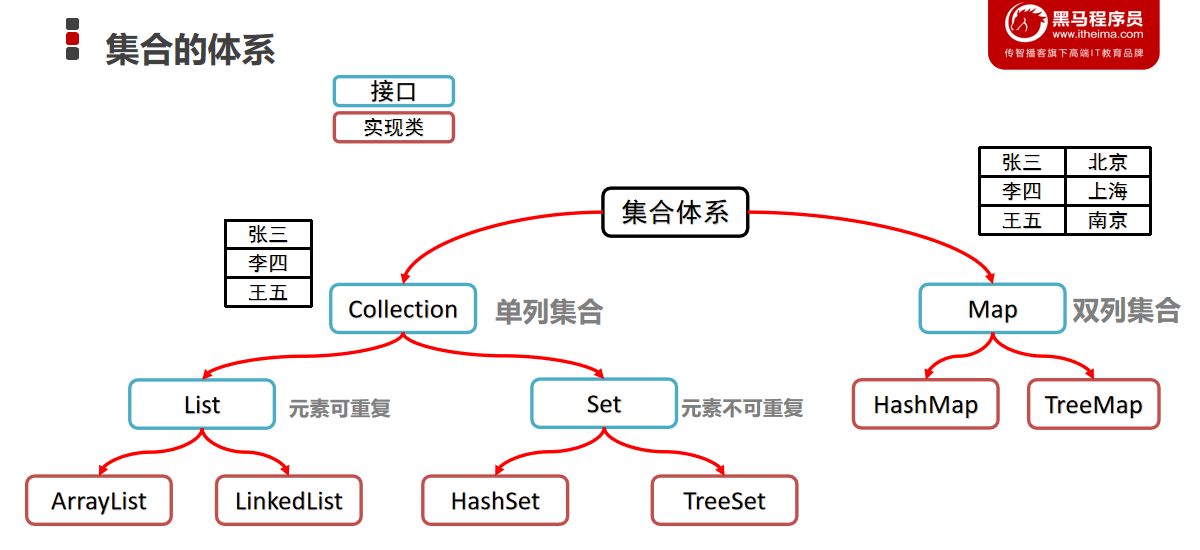 集合的体系
黑马程序员
www.itheima.com
传智播客旗下高端IT教育品牌
接口
实现类
张三 北京
李四 上海
王五 南京
集合体系
张三
李四
王五
Collection
单列集合
Map
双列集合
List
元素可重复
Set
元素不可重复
HashMap
TreeMap
ArrayList
LinkedList
HashSet
TreeSet